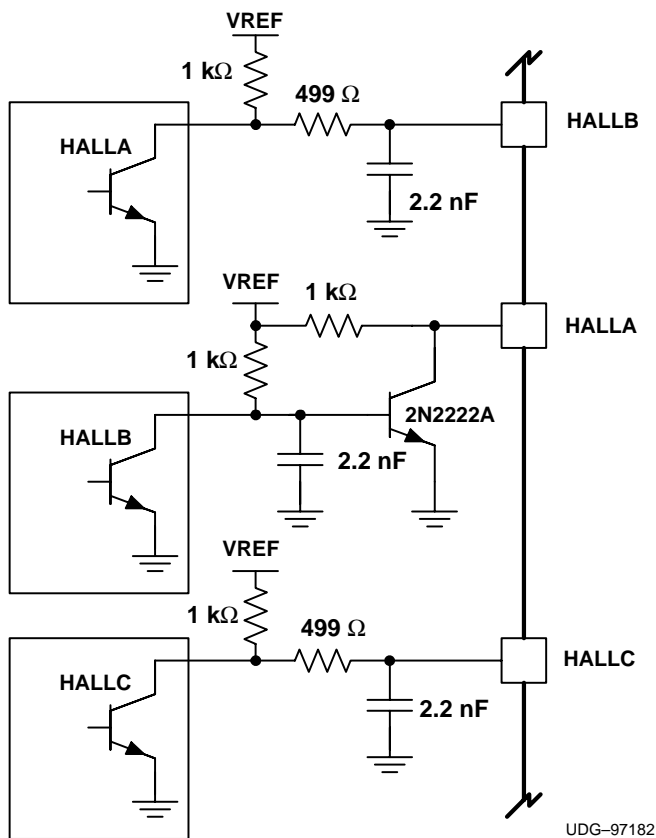 VREF
1 kΩ
499 Ω
HALLB
HALLA
2.2 nF
VREF
1 kΩ
HALLA
1 kΩ
2N2222A
HALLB
2.2 nF
VREF
1 kΩ
499 Ω
HALLC
HALLC
2.2 nF
UDG–97182